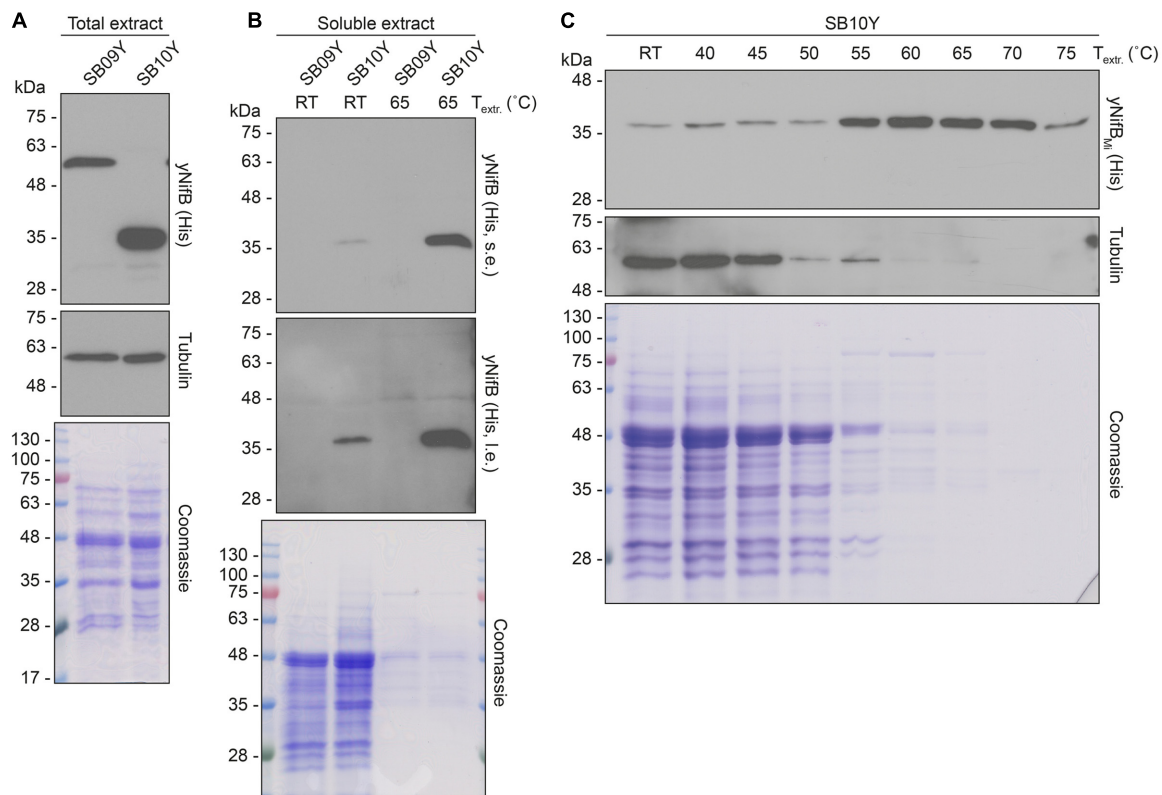 A
Total extract
SB09Y SB10Y
kDa
75 -
63 -
48 -
35 -
28 -
yNifB (His)
75 -
63 -
48 -
Tubulin
130 -
100 -
75 -
63 -
48 -
35 -
28 -
17 -
Coomassie
B
Soluble extract
SB09Y SB10Y SB09Y SB10Y
kDa RT RT 65 65 Textr. (˚C)
75 -
63 -
48 -
35 -
28 -
yNifB (His, s.e.)
75 -
63 -
48 -
35 -
28 -
yNifB (His, l.e.)
130 -
100 -
75 -
63 -
48 -
35 -
28 -
Coomassie
C
SB10Y
kDa RT 40 45 50 55 60 65 70 75 Textr. (˚C)
48 -
35 -
28 -
yNifBMi (His)
75 -
63 -
48 -
Tubulin
130 -
100 -
75 -
63 -
48 -
35 -
28 -
Coomassie